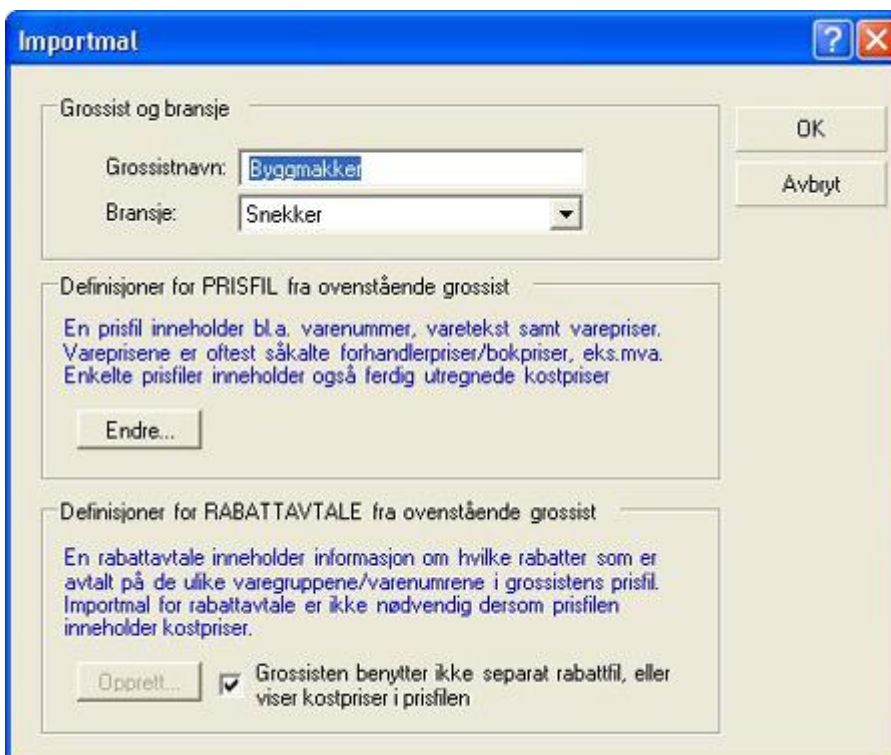 Importmal
Grossist og bransje
Grossistnavn: Byggmakker
Bransje: Snekker
OK
Avbryt
Definisjoner for PRISFIL fra ovenstående grossist
En prisfil inneholder bl.a. varenummer, varetekst samt varepriser.
Vareprisene er oftest såkalte forhandlerpriser/bokpriser, eks.mva.
Enkelte prisfiler inneholder også ferdig utregnede kostpriser
Endre...
Definisjoner for RABATTAVTALE fra ovenstående grossist
En rabattavtale inneholder informasjon om hvilke rabatter som er
avtalt på de ulike varegruppene/varenumrene i grossistens prisfil.
Importmal for rabattavtale er ikke nødvendig dersom prisfilen
inneholder kostpriser.
Opprett...
Grossisten benytter ikke separat rabattfil, eller
viser kostpriser i prisfilen